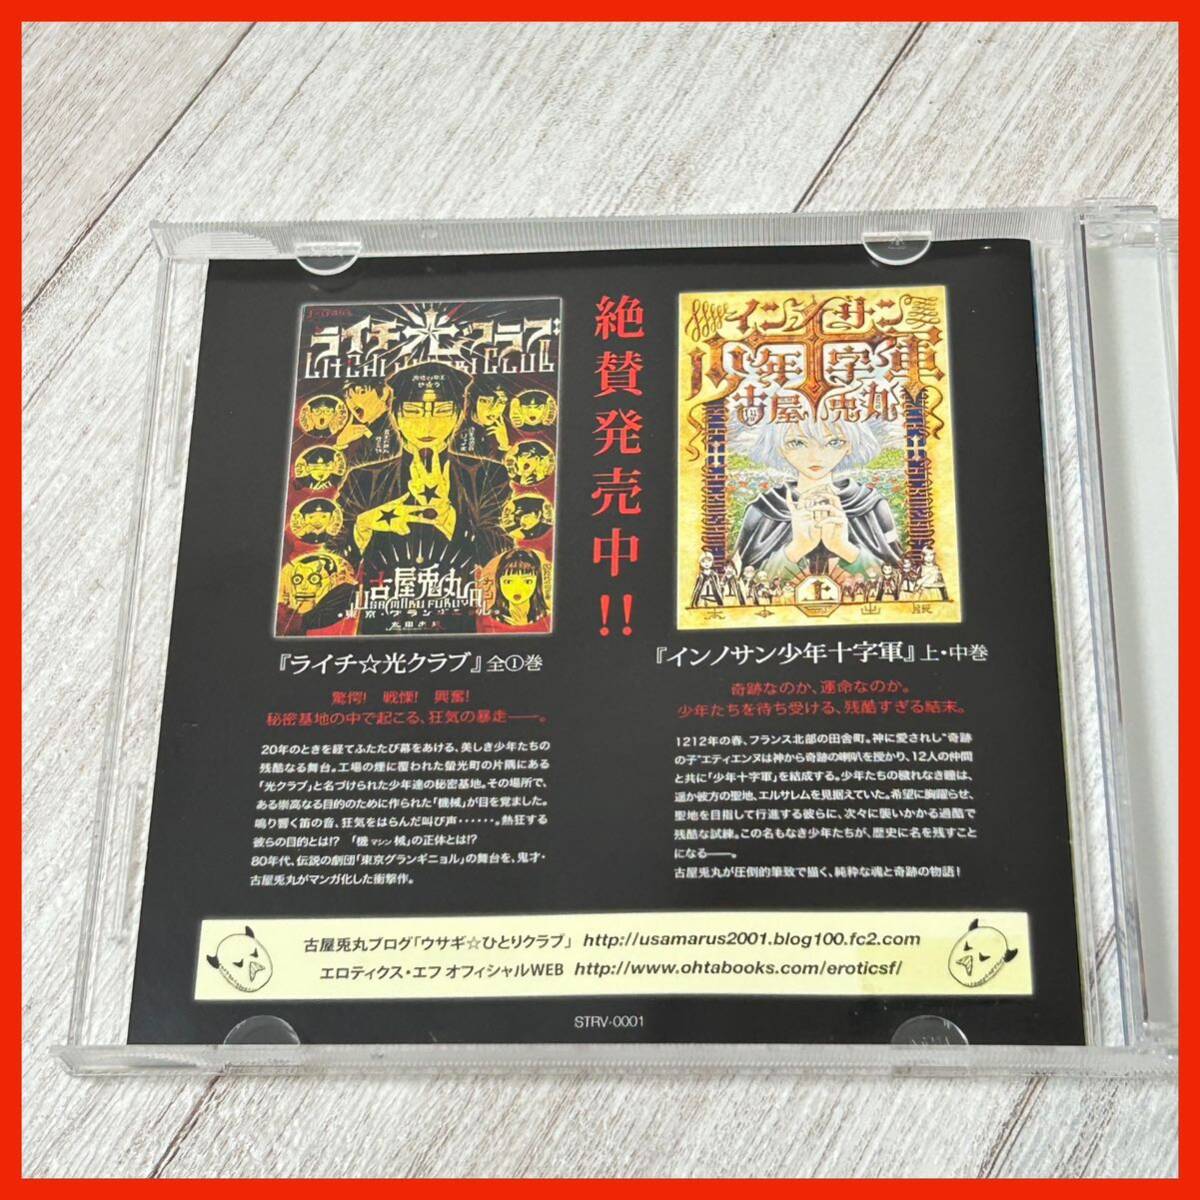 絶賛発売中!!
ライチ☆光クラブ
LITCHI HIKARI CLUB
古屋兎丸
USAMARU FURUYA
東京グランギニョル
『ライチ☆光クラブ』全①巻
驚愕! 戦慄! 興奮!
秘密基地の中で起こる、狂気の暴走——。
20年のときを経てふたたび幕をあける、美しき少年たちの
残酷なる舞台。工場の煙に覆われた螢光町の片隅にある
「光クラブ」と名づけられた少年達の秘密基地。その場所で、
ある崇高なる目的のために作られた「機械」が目を覚ました。
鳴り響く笛の音、狂気をはらんだ叫び声‥‥‥。熱狂する
彼らの目的とは!? 「機 マシン 械」の正体とは!?
80年代、伝説の劇団「東京グランギニョル」の舞台を、鬼才・
古屋兎丸がマンガ化した衝撃作。
インノサン
少年十字軍
古屋兎丸
上
『インノサン少年十字軍』上・中巻
奇跡なのか、運命なのか。
少年たちを待ち受ける、残酷すぎる結末。
1212年の春、フランス北部の田舎町。神に愛されし“奇跡
の子”エティエンヌは神から奇跡の喇叭を授かり、12人の仲間
と共に「少年十字軍」を結成する。少年たちの穢れなき瞳は、
遥か彼方の聖地、エルサレムを見据えていた。希望に胸躍らせ、
聖地を目指して行進する彼らに、次々に襲いかかる過酷で
残酷な試練。この名もなき少年たちが、歴史に名を残すこと
になる——。
古屋兎丸が圧倒的筆致で描く、純粋な魂と奇跡の物語!
古屋兎丸ブログ「ウサギ☆ひとりクラブ」 http://usamarus2001.blog100.fc2.com
エロティクス・エフ オフィシャルWEB http://www.ohtabooks.com/eroticsf/
STRV-0001